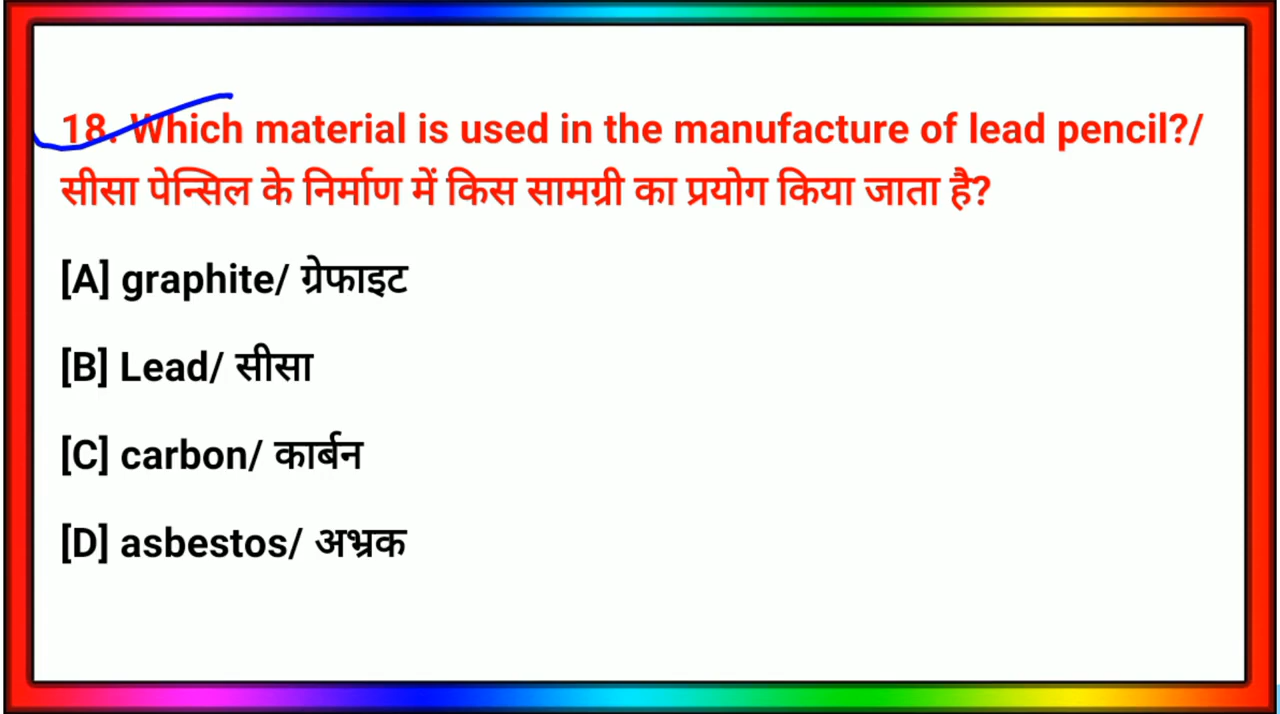 18. Which material is used in the manufacture of lead pencil?/
सीसा पेन्सिल के निर्माण में किस सामग्री का प्रयोग किया जाता है?
[A] graphite/ ग्रेफाइट
[B] Lead/ सीसा
[C] carbon/ कार्बन
[D] asbestos/ अभ्रक